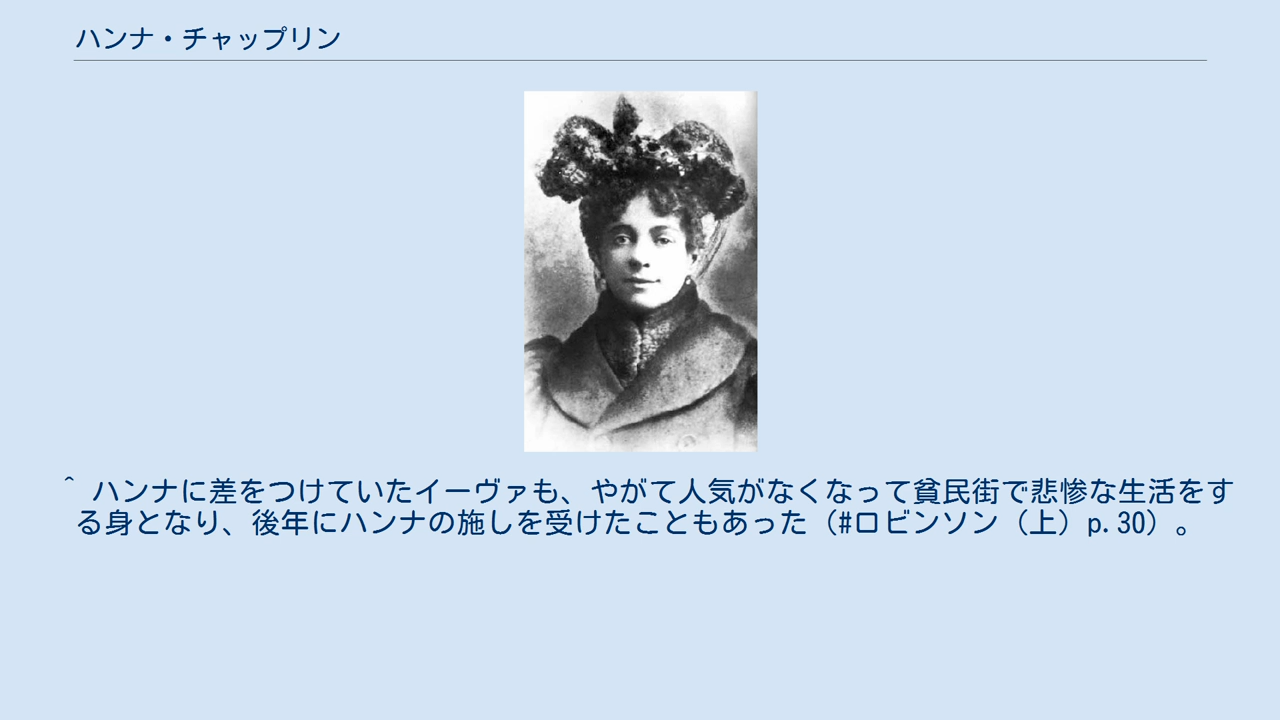 ハンナ・チャップリン
^ ハンナに差をつけていたイーヴァも、やがて人気がなくなって貧民街で悲惨な生活をす
る身となり、後年にハンナの施しを受けたこともあった（#ロビンソン（上）p.30）。